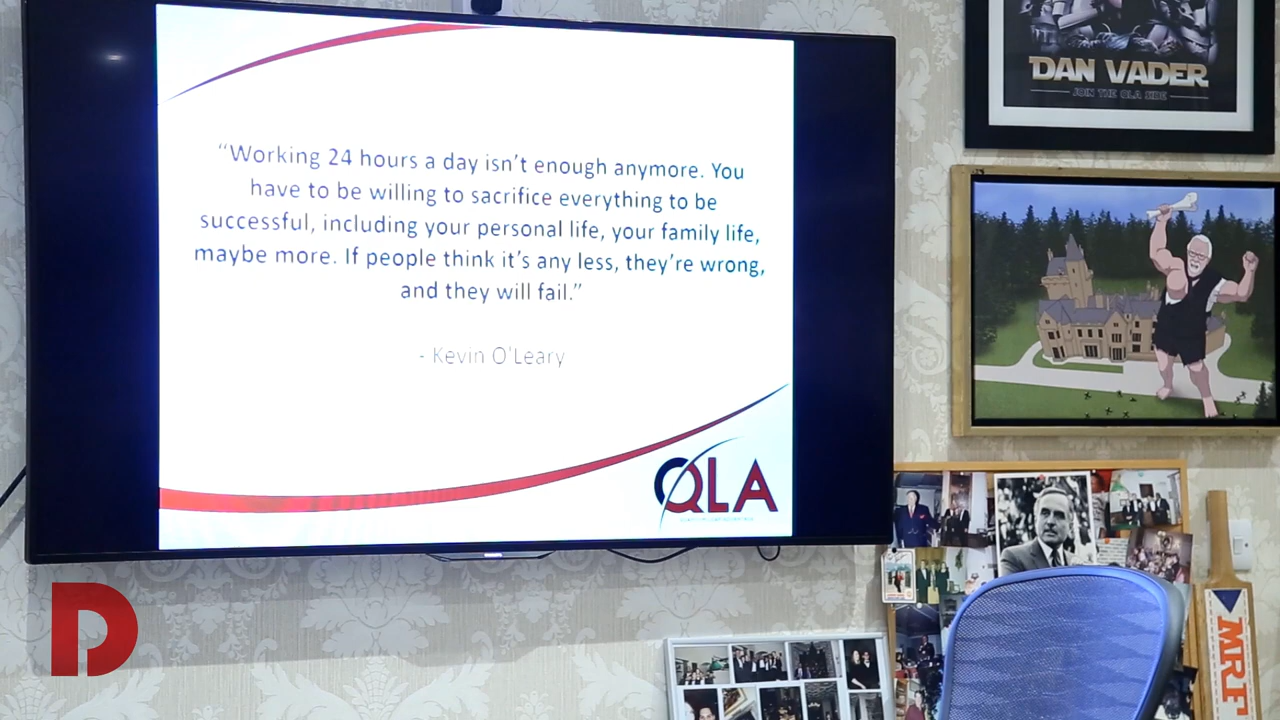 “Working 24 hours a day isn’t enough anymore. You
have to be willing to sacrifice everything to be
successful, including your personal life, your family life,
maybe more. If people think it’s any less, they’re wrong,
and they will fail.”
- Kevin O'Leary
QLA
DAN VADER
JOIN THE QLA SIDE
MRF